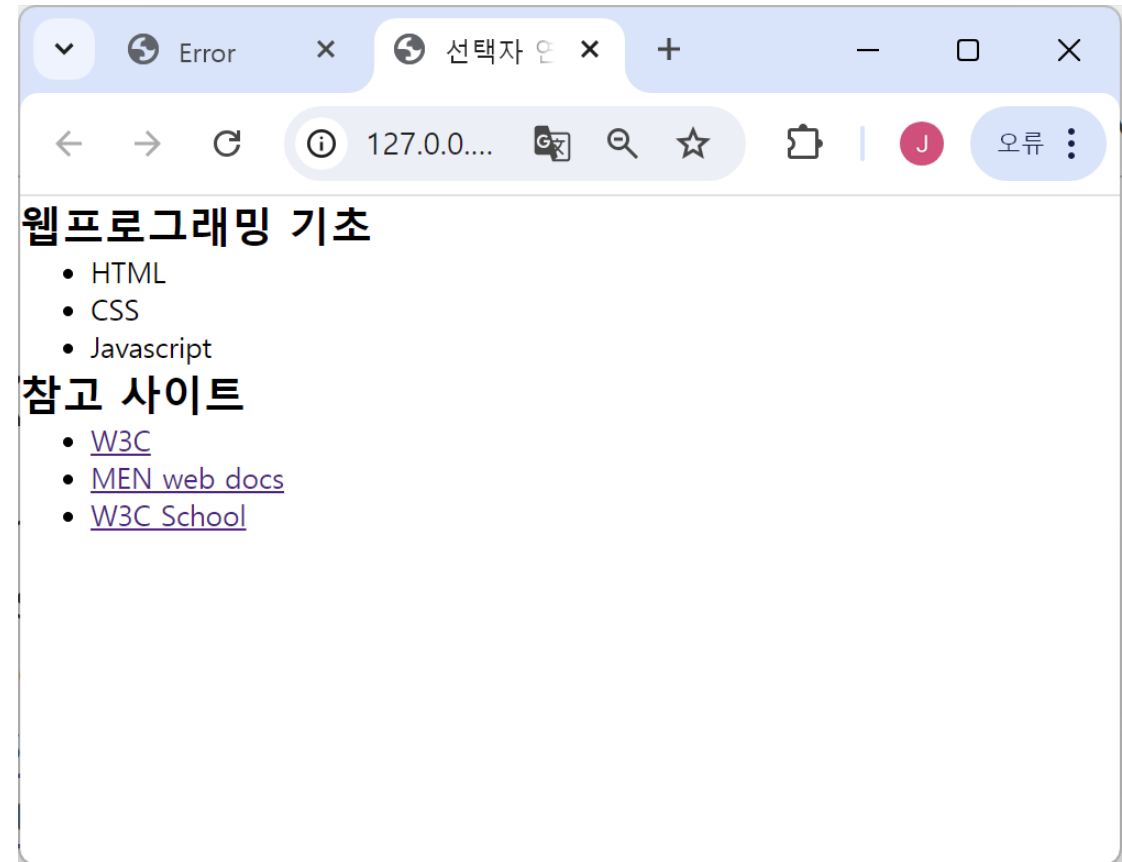 Error
선택자 연
127.0.0....
J
오류
웹프로그래밍 기초
HTML
CSS
Javascript
참고 사이트
W3C
MEN web docs
W3C School